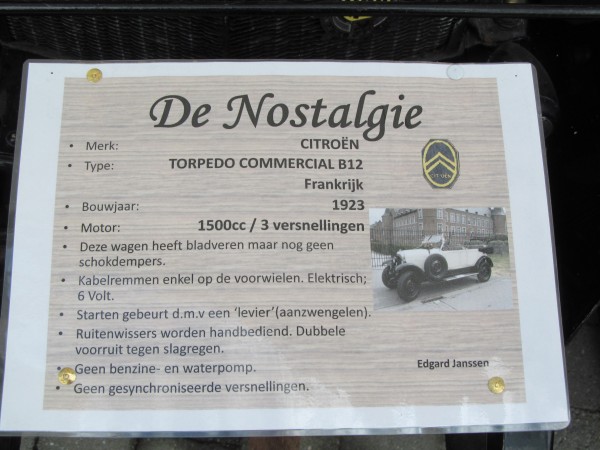 De Nostalgie
• Merk: CITROËN
• Type: TORPEDO COMMERCIAL B12
Frankrijk
• Bouwjaar: 1923
• Motor: 1500cc / 3 versnellingen
• Deze wagen heeft bladveren maar nog geen
schokdempers.
• Kabelremmen enkel op de voorwielen. Elektrisch;
6 Volt.
• Starten gebeurt d.m.v een ‘levier’(aanzwengelen).
• Ruitenwissers worden handbediend. Dubbele
voorruit tegen slagregen.
• Geen benzine- en waterpomp.
• Geen gesynchroniseerde versnellingen.
Edgard Janssen